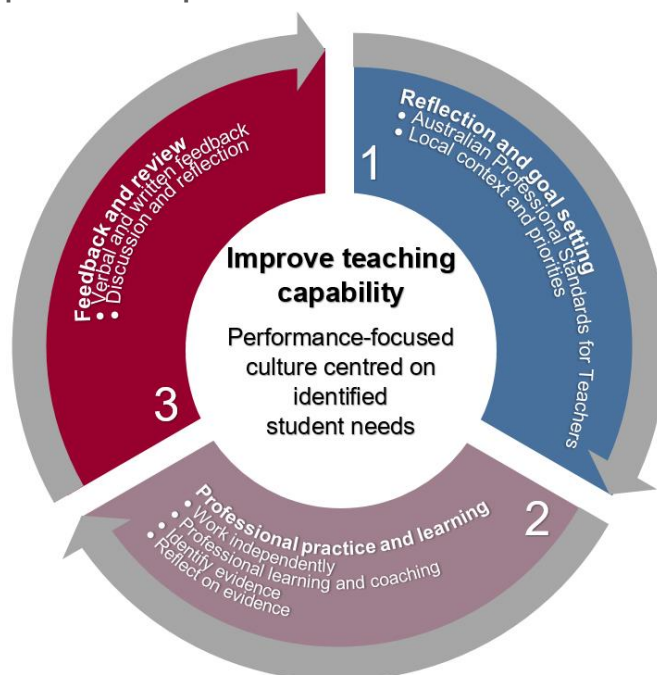 1
Reflection and goal setting
• Australian Professional Standards for Teachers
• Local context and priorities
2
Professional practice and learning
• Work independently
• Professional learning and coaching
• Identify evidence
• Reflect on evidence
3
Feedback and review
• Verbal and written feedback
• Discussion and reflection
Improve teaching
capability
Performance-focused
culture centred on
identified
student needs